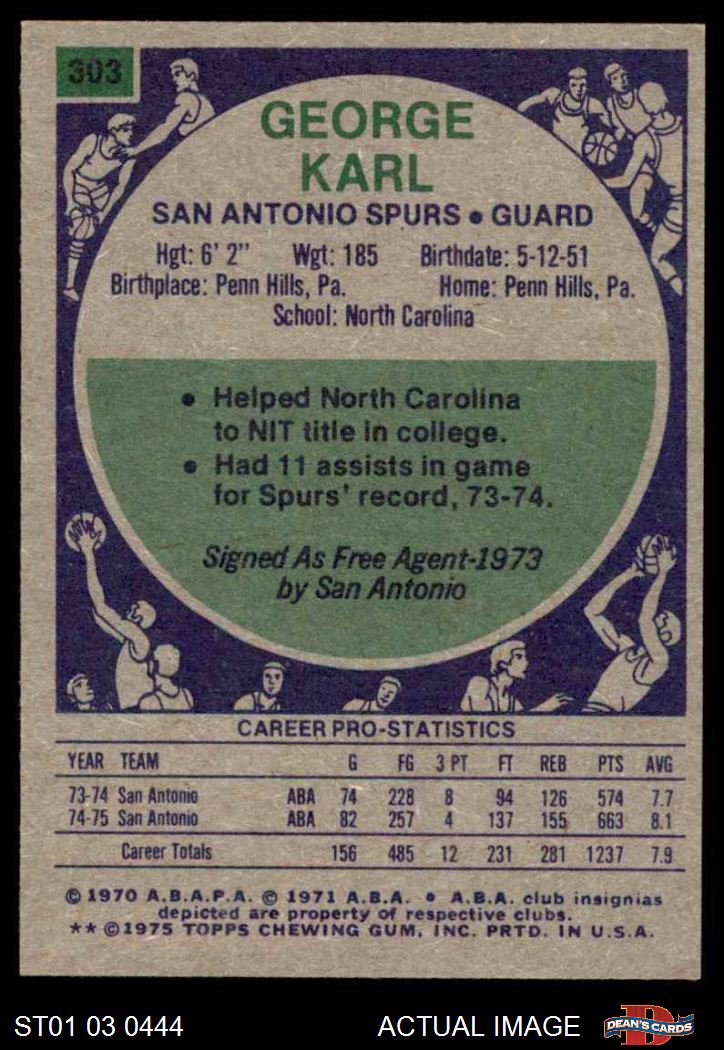 303
GEORGE
KARL
SAN ANTONIO SPURS • GUARD
Hgt: 6' 2" Wgt: 185 Birthdate: 5-12-51
Birthplace: Penn Hills, Pa. Home: Penn Hills, Pa.
School: North Carolina
• Helped North Carolina
to NIT title in college.
• Had 11 assists in game
for Spurs' record, 73-74.
Signed As Free Agent-1973
by San Antonio
CAREER PRO-STATISTICS
YEAR TEAM G FG 3 PT FT REB PTS AVG
73-74 San Antonio ABA 74 228 8 94 126 574 7.7
74-75 San Antonio ABA 82 257 4 137 155 663 8.1
Career Totals 156 485 12 231 281 1237 7.9
© 1970 A.B.A.P.A. © 1971 A.B.A. • A.B.A. club insignias
depicted are property of respective clubs.
** © 1975 TOPPS CHEWING GUM, INC. PRTD. IN U.S.A.
ST01 03 0444 ACTUAL IMAGE D DEAN'S CARDS